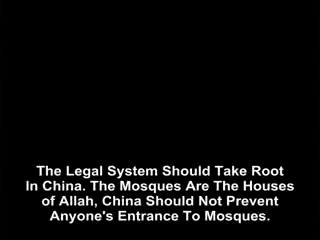 The Legal System Should Take Root
In China. The Mosques Are The Houses
of Allah, China Should Not Prevent
Anyone's Entrance To Mosques.